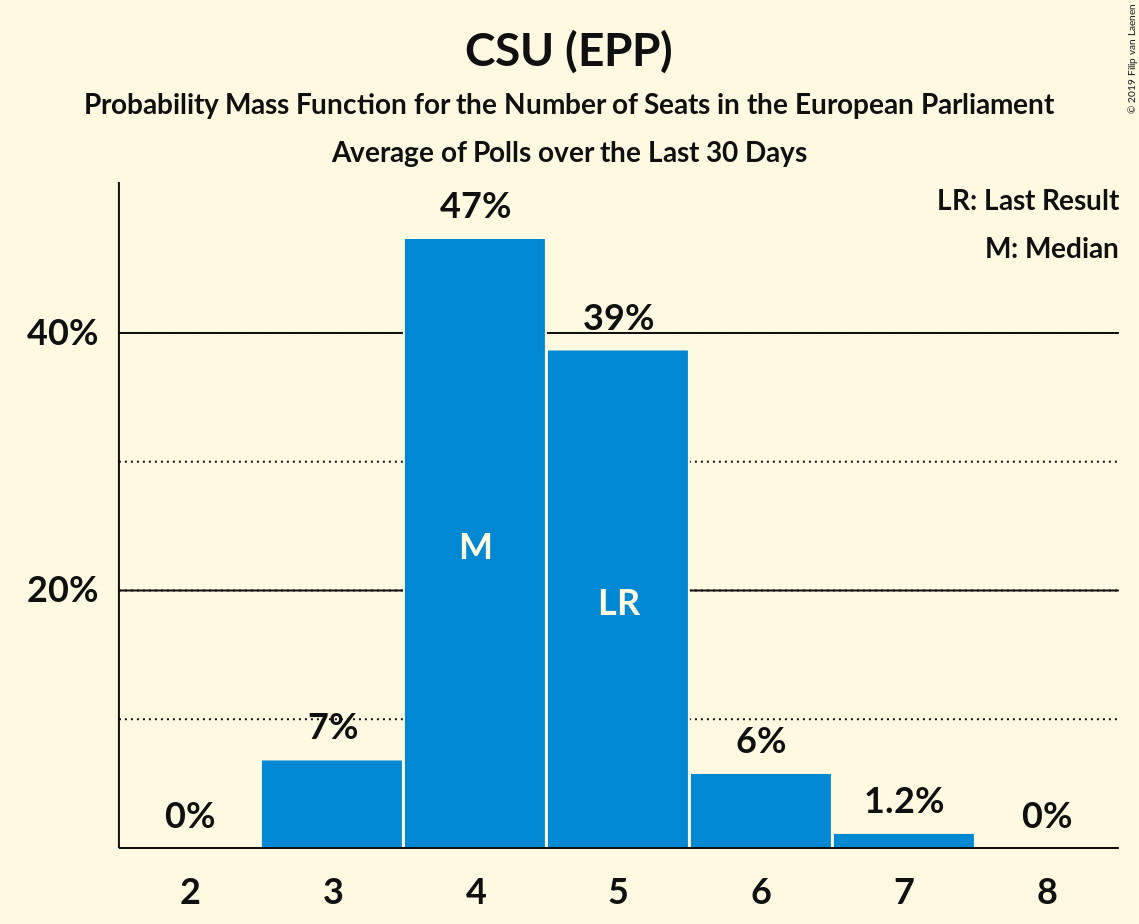 CSU (EPP)
Probability Mass Function for the Number of Seats in the European Parliament
Average of Polls over the Last 30 Days
© 2019 Filip van Laenen
LR: Last Result
M: Median
47%
39%
40%
M
LR
20%
7%
6%
1.2%
0%
0%
2 3 4 5 6 7 8